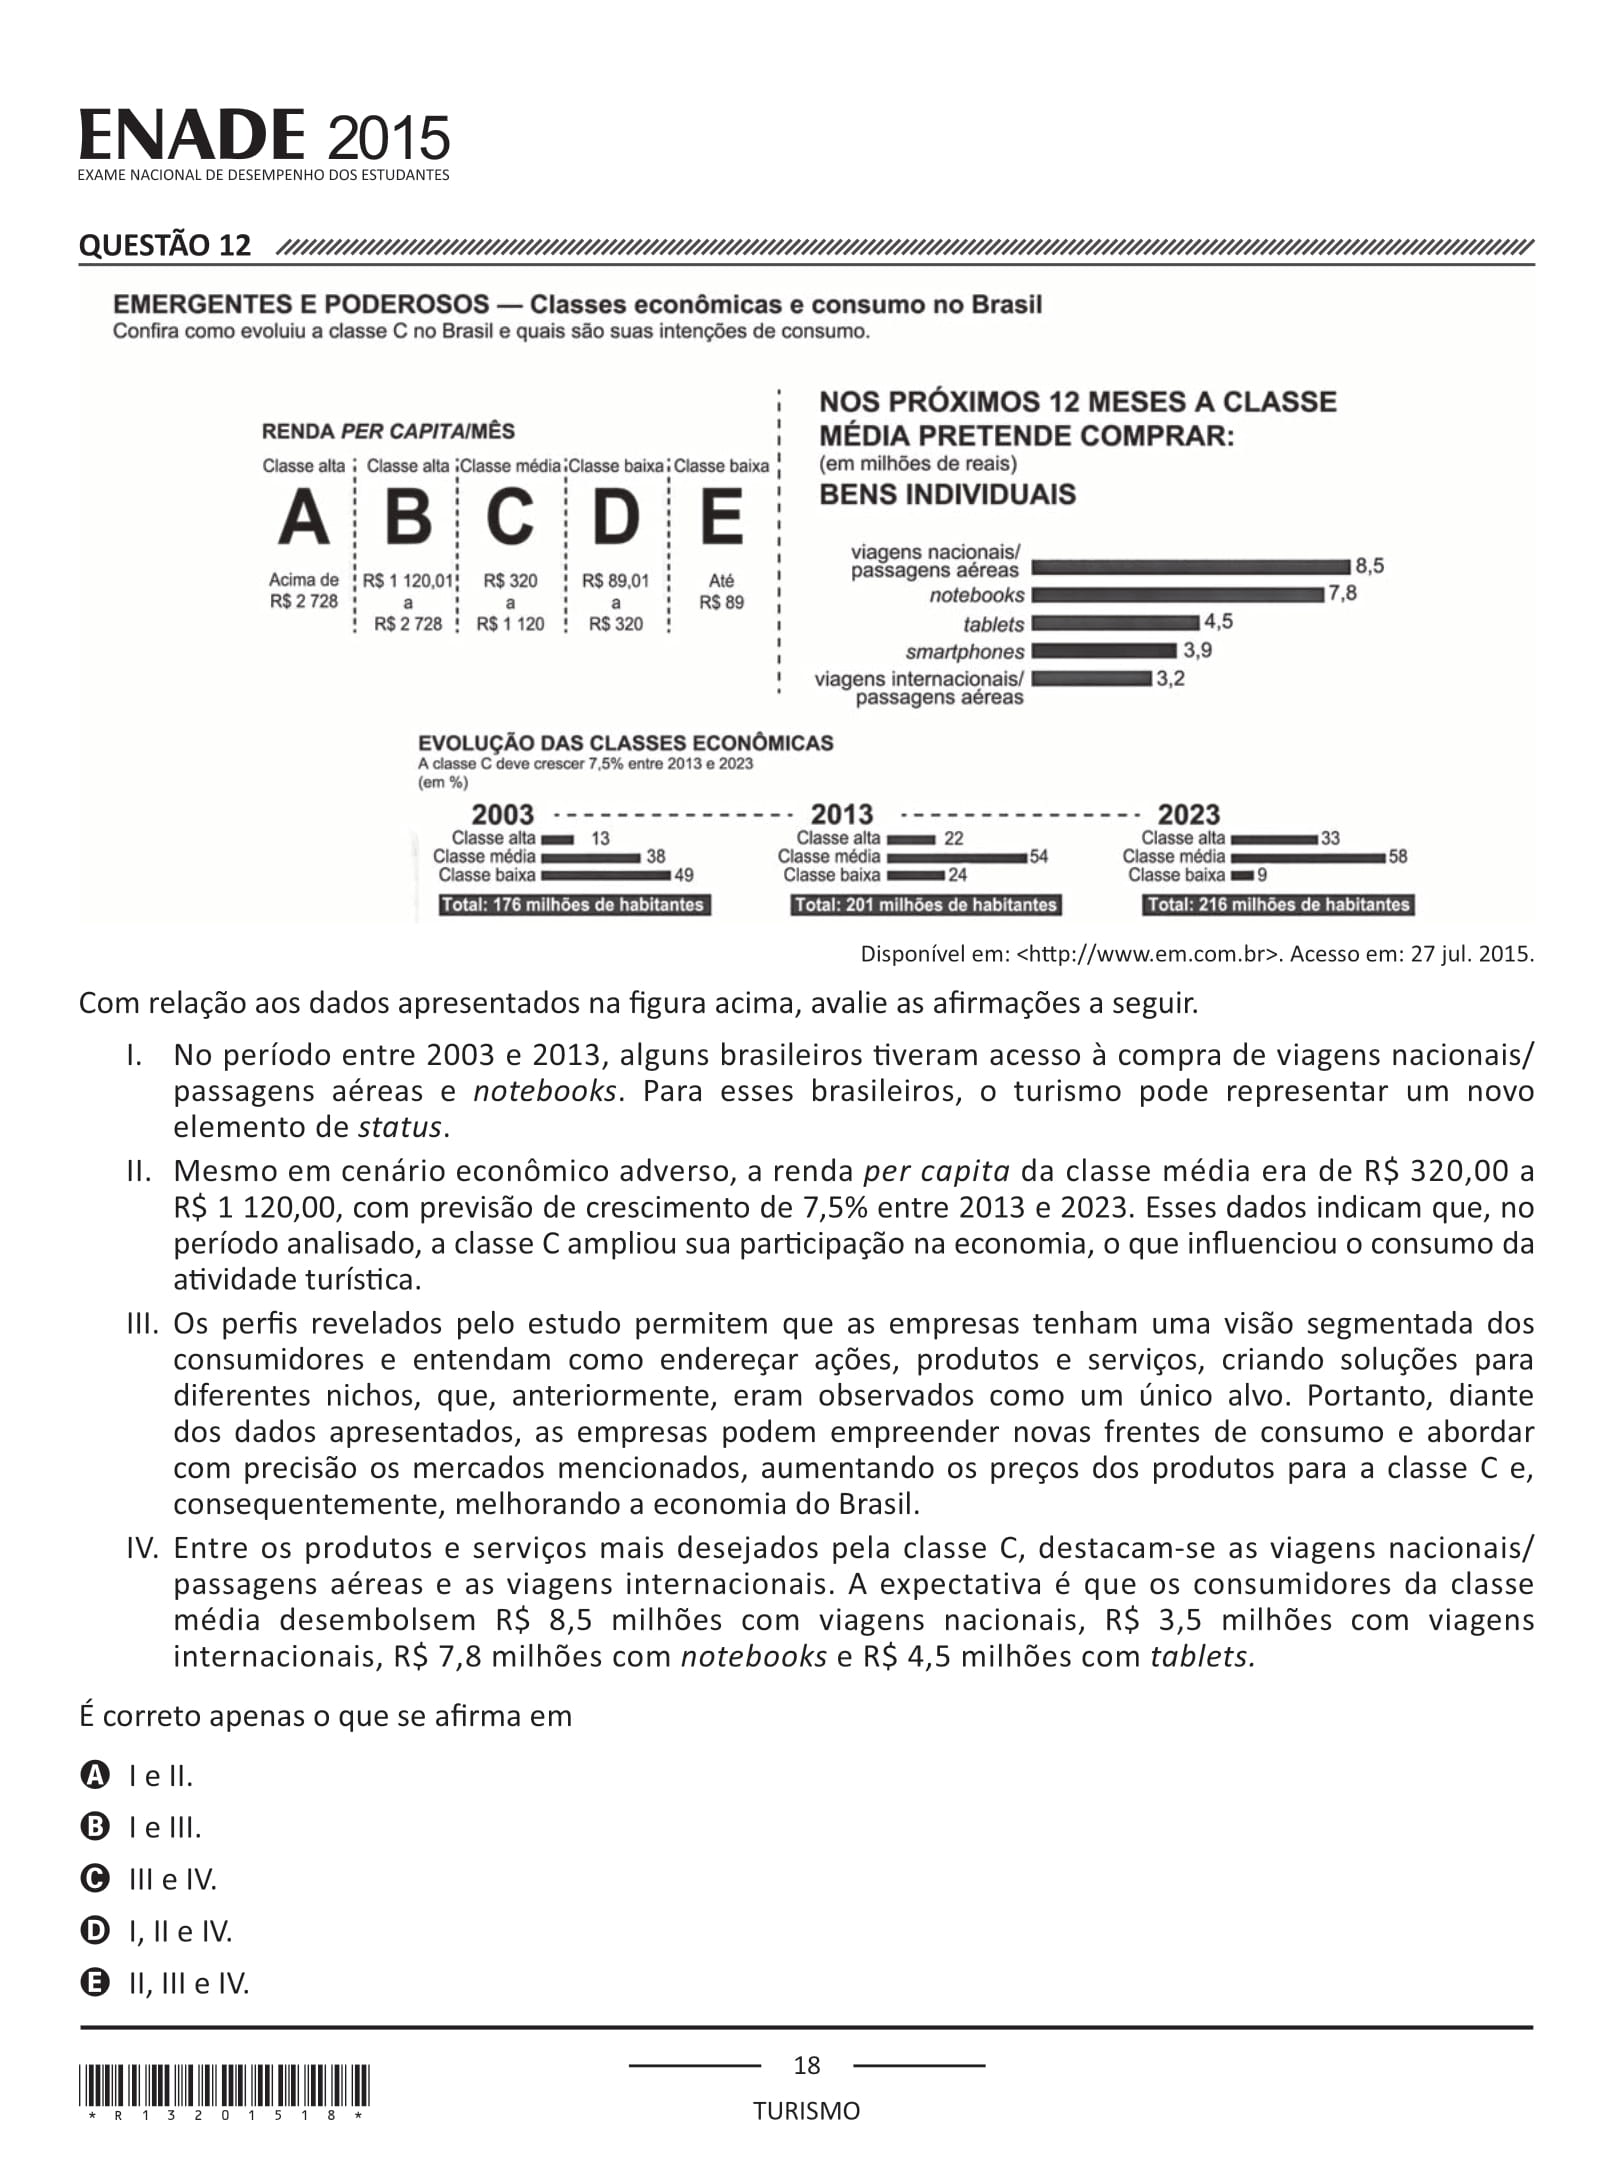 ENADE 2015
EXAME NACIONAL DE DESEMPENHO DOS ESTUDANTES
QUESTÃO 12
EMERGENTES E PODEROSOS — Classes econômicas e consumo no Brasil
Confira como evoluiu a classe C no Brasil e quais são suas intenções de consumo.
RENDA PER CAPITA/MÊS
Classe alta Classe alta Classe média Classe baixa Classe baixa
A B C D E
Acima de R$ 1 120,01 R$ 320 R$ 89,01 Até
R$ 2 728 a a a R$ 89
R$ 2 728 R$ 1 120 R$ 320
NOS PRÓXIMOS 12 MESES A CLASSE
MÉDIA PRETENDE COMPRAR:
(em milhões de reais)
BENS INDIVIDUAIS
viagens nacionais/
passagens aéreas 8,5
notebooks 7,8
tablets 4,5
smartphones 3,9
viagens internacionais/ 3,2
passagens aéreas
EVOLUÇÃO DAS CLASSES ECONÔMICAS
A classe C deve crescer 7,5% entre 2013 e 2023
(em %)
2003 2013 2023
Classe alta 13 Classe alta 22 Classe alta 33
Classe média 38 Classe média 54 Classe média 58
Classe baixa 49 Classe baixa 24 Classe baixa 9
Total: 176 milhões de habitantes Total: 201 milhões de habitantes Total: 216 milhões de habitantes
Disponível em: <http://www.em.com.br>. Acesso em: 27 jul. 2015.
Com relação aos dados apresentados na figura acima, avalie as afirmações a seguir.
I. No período entre 2003 e 2013, alguns brasileiros tiveram acesso à compra de viagens nacionais/
passagens aéreas e notebooks. Para esses brasileiros, o turismo pode representar um novo
elemento de status.
II. Mesmo em cenário econômico adverso, a renda per capita da classe média era de R$ 320,00 a
R$ 1 120,00, com previsão de crescimento de 7,5% entre 2013 e 2023. Esses dados indicam que, no
período analisado, a classe C ampliou sua participação na economia, o que influenciou o consumo da
atividade turística.
III. Os perfis revelados pelo estudo permitem que as empresas tenham uma visão segmentada dos
consumidores e entendam como endereçar ações, produtos e serviços, criando soluções para
diferentes nichos, que, anteriormente, eram observados como um único alvo. Portanto, diante
dos dados apresentados, as empresas podem empreender novas frentes de consumo e abordar
com precisão os mercados mencionados, aumentando os preços dos produtos para a classe C e,
consequentemente, melhorando a economia do Brasil.
IV. Entre os produtos e serviços mais desejados pela classe C, destacam-se as viagens nacionais/
passagens aéreas e as viagens internacionais. A expectativa é que os consumidores da classe
média desembolsem R$ 8,5 milhões com viagens nacionais, R$ 3,5 milhões com viagens
internacionais, R$ 7,8 milhões com notebooks e R$ 4,5 milhões com tablets.
É correto apenas o que se afirma em
A I e II.
B I e III.
C III e IV.
D I, II e IV.
E II, III e IV.
18
TURISMO
* R 1 3 2 0 1 5 1 8 *